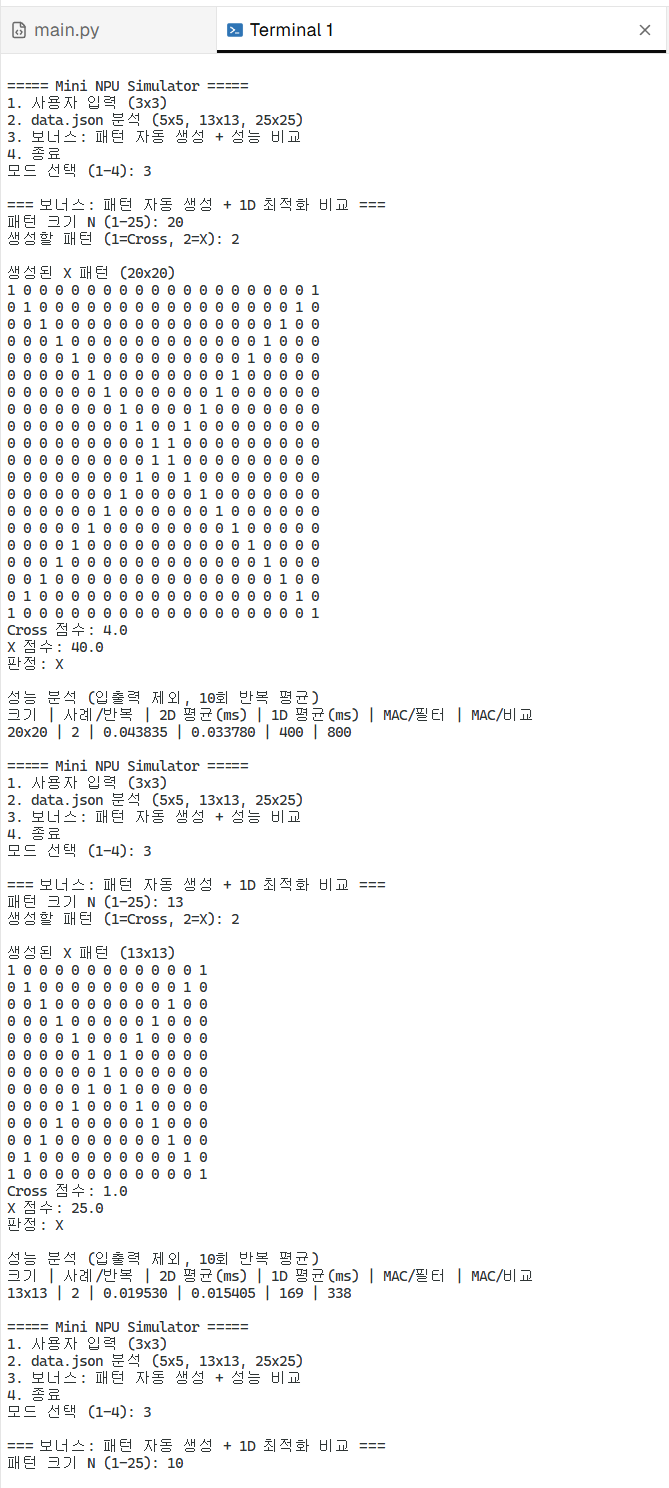 main.py
Terminal 1
===== Mini NPU Simulator =====
1. 사용자 입력 (3x3)
2. data.json 분석 (5x5, 13x13, 25x25)
3. 보너스: 패턴 자동 생성 + 성능 비교
4. 종료
모드 선택 (1-4): 3
=== 보너스: 패턴 자동 생성 + 1D 최적화 비교 ===
패턴 크기 N (1-25): 20
생성할 패턴 (1=Cross, 2=X): 2
생성된 X 패턴 (20x20)
1 0 0 0 0 0 0 0 0 0 0 0 0 0 0 0 0 0 0 1
0 1 0 0 0 0 0 0 0 0 0 0 0 0 0 0 0 0 1 0
0 0 1 0 0 0 0 0 0 0 0 0 0 0 0 0 0 1 0 0
0 0 0 1 0 0 0 0 0 0 0 0 0 0 0 0 1 0 0 0
0 0 0 0 1 0 0 0 0 0 0 0 0 0 0 1 0 0 0 0
0 0 0 0 0 1 0 0 0 0 0 0 0 0 1 0 0 0 0 0
0 0 0 0 0 0 1 0 0 0 0 0 0 1 0 0 0 0 0 0
0 0 0 0 0 0 0 1 0 0 0 0 1 0 0 0 0 0 0 0
0 0 0 0 0 0 0 0 1 0 0 1 0 0 0 0 0 0 0 0
0 0 0 0 0 0 0 0 0 1 1 0 0 0 0 0 0 0 0 0
0 0 0 0 0 0 0 0 0 1 1 0 0 0 0 0 0 0 0 0
0 0 0 0 0 0 0 0 1 0 0 1 0 0 0 0 0 0 0 0
0 0 0 0 0 0 0 1 0 0 0 0 1 0 0 0 0 0 0 0
0 0 0 0 0 0 1 0 0 0 0 0 0 1 0 0 0 0 0 0
0 0 0 0 0 1 0 0 0 0 0 0 0 0 1 0 0 0 0 0
0 0 0 0 1 0 0 0 0 0 0 0 0 0 0 1 0 0 0 0
0 0 0 1 0 0 0 0 0 0 0 0 0 0 0 0 1 0 0 0
0 0 1 0 0 0 0 0 0 0 0 0 0 0 0 0 0 1 0 0
0 1 0 0 0 0 0 0 0 0 0 0 0 0 0 0 0 0 1 0
1 0 0 0 0 0 0 0 0 0 0 0 0 0 0 0 0 0 0 1
Cross 점수: 4.0
X 점수: 40.0
판정: X
성능 분석 (입출력 제외, 10회 반복 평균)
크기 | 사례/반복 | 2D 평균(ms) | 1D 평균(ms) | MAC/필터 | MAC/비교
20x20 | 2 | 0.043835 | 0.033780 | 400 | 800
===== Mini NPU Simulator =====
1. 사용자 입력 (3x3)
2. data.json 분석 (5x5, 13x13, 25x25)
3. 보너스: 패턴 자동 생성 + 성능 비교
4. 종료
모드 선택 (1-4): 3
=== 보너스: 패턴 자동 생성 + 1D 최적화 비교 ===
패턴 크기 N (1-25): 13
생성할 패턴 (1=Cross, 2=X): 2
생성된 X 패턴 (13x13)
1 0 0 0 0 0 0 0 0 0 0 0 1
0 1 0 0 0 0 0 0 0 0 0 1 0
0 0 1 0 0 0 0 0 0 0 1 0 0
0 0 0 1 0 0 0 0 0 1 0 0 0
0 0 0 0 1 0 0 0 1 0 0 0 0
0 0 0 0 0 1 0 1 0 0 0 0 0
0 0 0 0 0 0 1 0 0 0 0 0 0
0 0 0 0 0 1 0 1 0 0 0 0 0
0 0 0 0 1 0 0 0 1 0 0 0 0
0 0 0 1 0 0 0 0 0 1 0 0 0
0 0 1 0 0 0 0 0 0 0 1 0 0
0 1 0 0 0 0 0 0 0 0 0 1 0
1 0 0 0 0 0 0 0 0 0 0 0 1
Cross 점수: 1.0
X 점수: 25.0
판정: X
성능 분석 (입출력 제외, 10회 반복 평균)
크기 | 사례/반복 | 2D 평균(ms) | 1D 평균(ms) | MAC/필터 | MAC/비교
13x13 | 2 | 0.019530 | 0.015405 | 169 | 338
===== Mini NPU Simulator =====
1. 사용자 입력 (3x3)
2. data.json 분석 (5x5, 13x13, 25x25)
3. 보너스: 패턴 자동 생성 + 성능 비교
4. 종료
모드 선택 (1-4): 3
=== 보너스: 패턴 자동 생성 + 1D 최적화 비교 ===
패턴 크기 N (1-25): 10